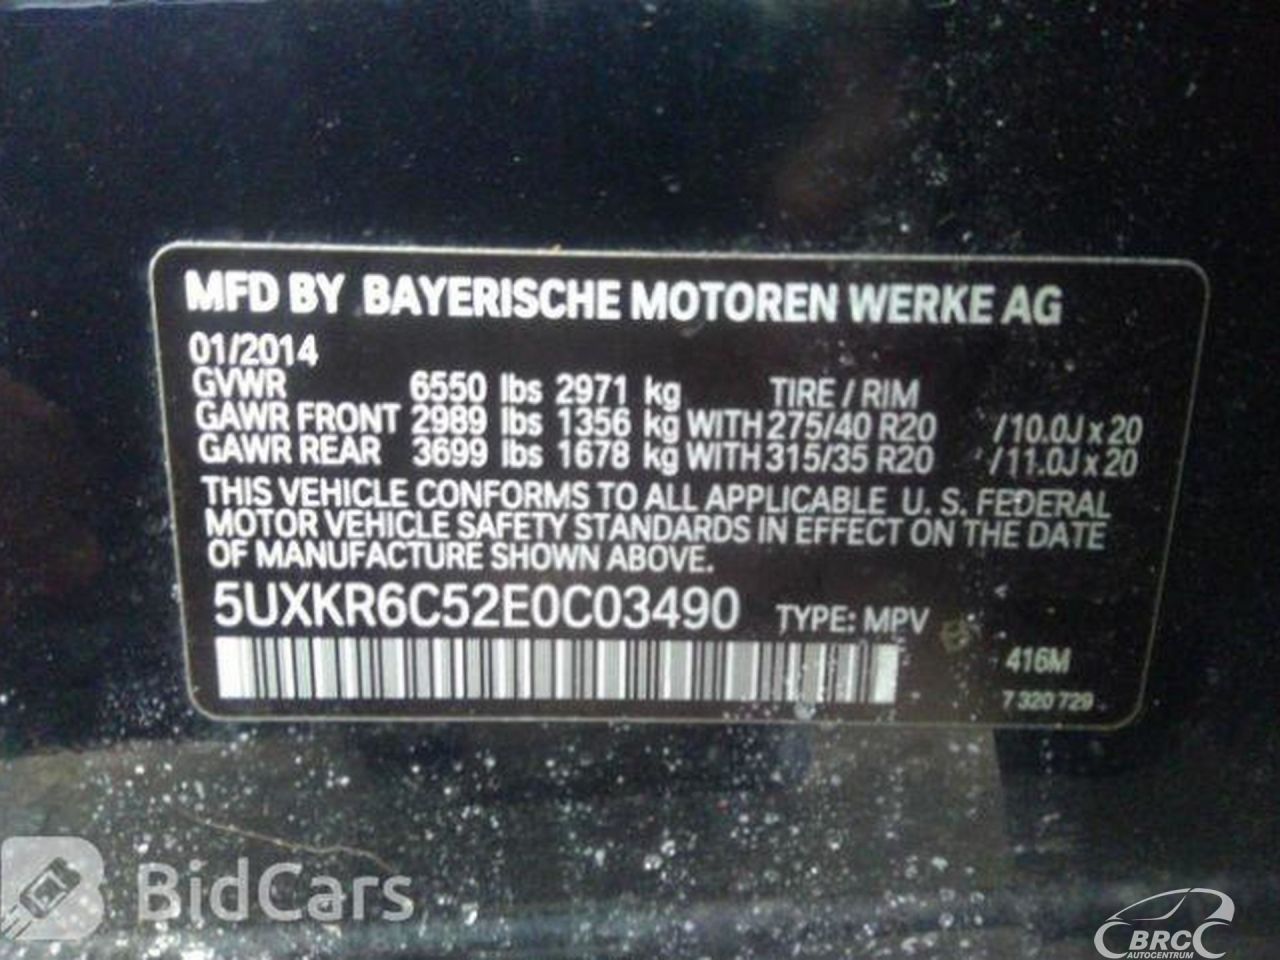 MFD BY BAYERISCHE MOTOREN WERKE AG
01/2014
GVWR 6550 lbs 2971 kg TIRE / RIM
GAWR FRONT 2989 lbs 1356 kg WITH 275/40 R20 /10.0J x 20
GAWR REAR 3699 lbs 1678 kg WITH 315/35 R20 /11.0J x 20
THIS VEHICLE CONFORMS TO ALL APPLICABLE U. S. FEDERAL
MOTOR VEHICLE SAFETY STANDARDS IN EFFECT ON THE DATE
OF MANUFACTURE SHOWN ABOVE.
5UXKR6C52E0C03490 TYPE: MPV
416M
7 320 729
BidCars
BRC
AUTOCENTRUM